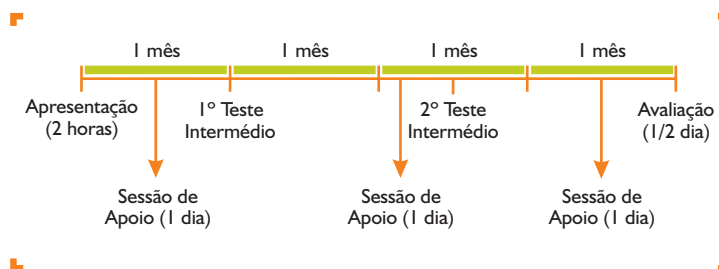 1 mês
1 mês
1 mês
1 mês
Apresentação
(2 horas)
1º Teste
Intermédio
2º Teste
Intermédio
Avaliação
(1/2 dia)
Sessão de
Apoio (1 dia)
Sessão de
Apoio (1 dia)
Sessão de
Apoio (1 dia)